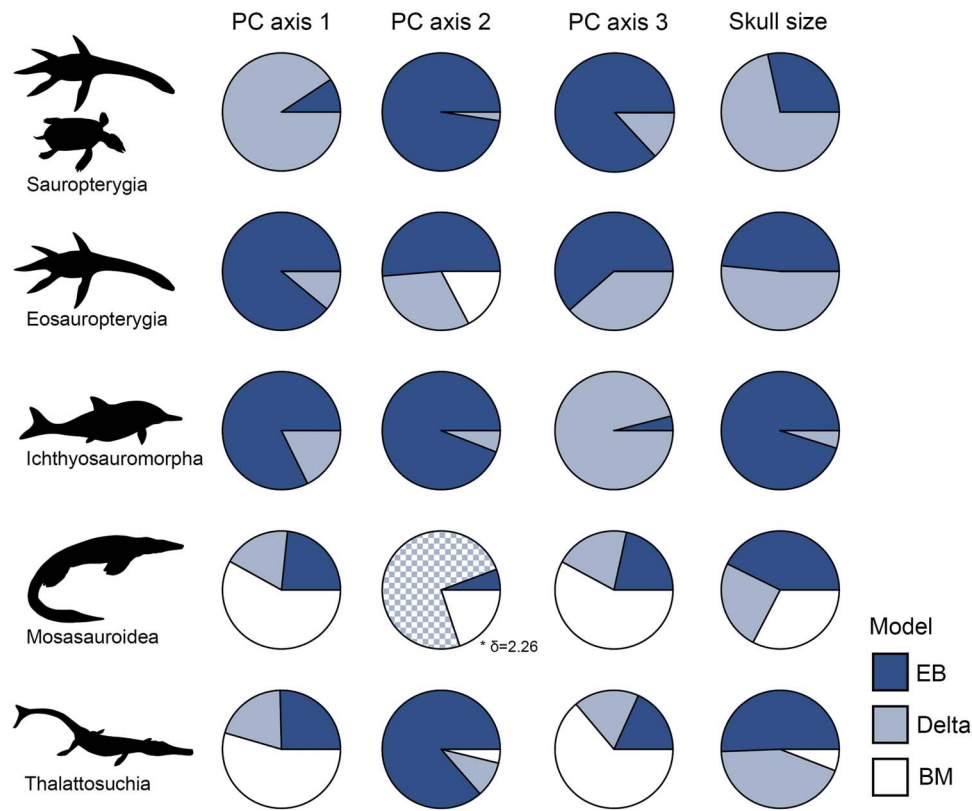 PC axis 1 PC axis 2 PC axis 3 Skull size
Sauropterygia
Eosauropterygia
Ichthyosauromorpha
Mosasauroidea
* δ=2.26
Thalattosuchia
Model
EB
Delta
BM